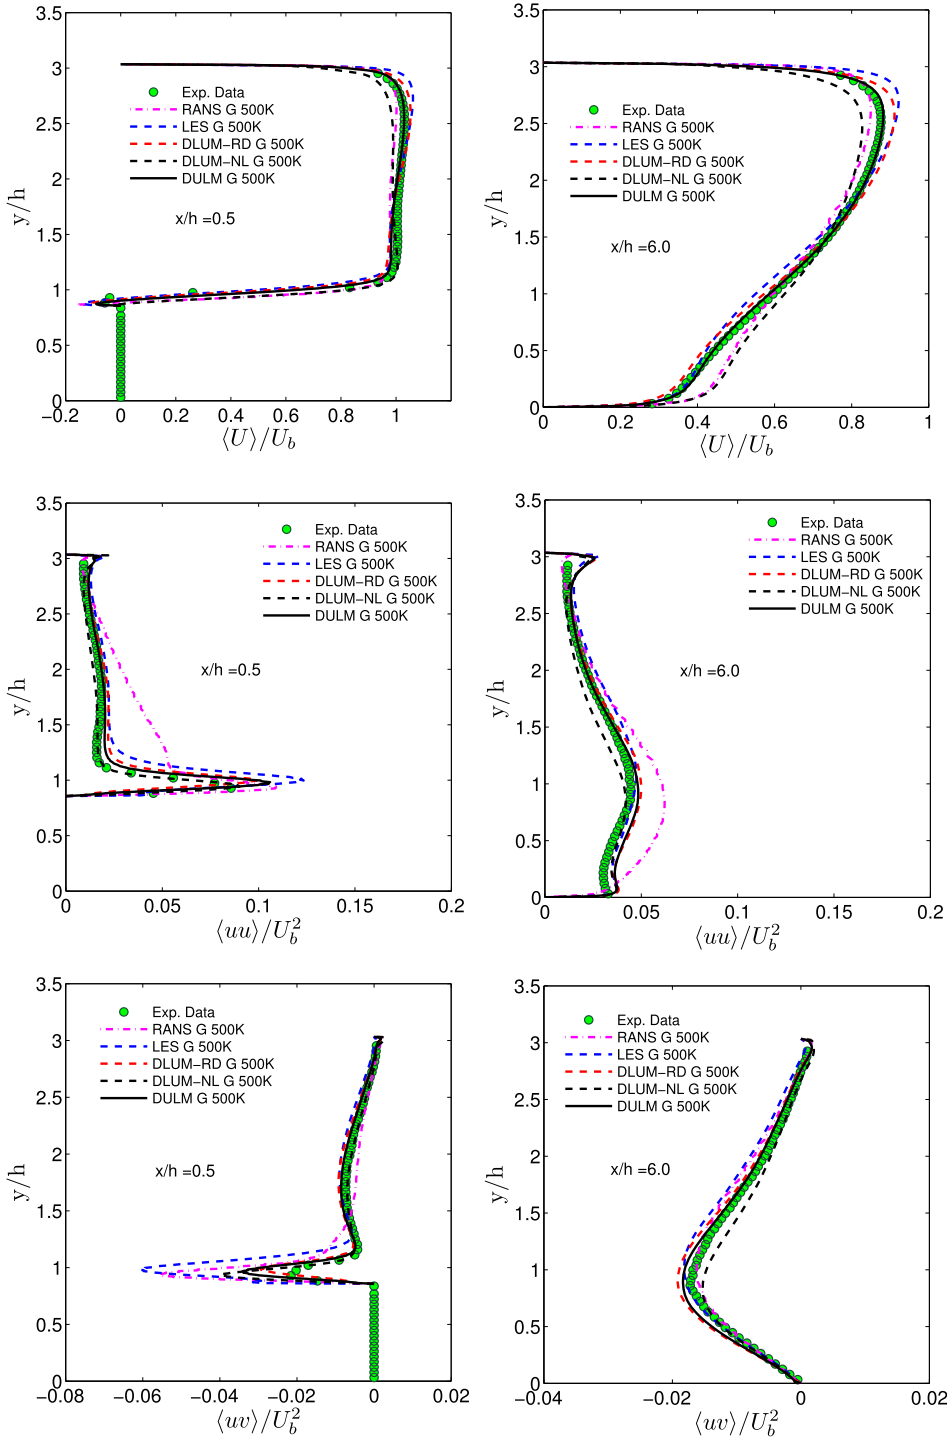 3.5
3
2.5
2
1.5
1
0.5
0
y/h
Exp. Data
RANS G 500K
LES G 500K
DLUM−RD G 500K
DLUM−NL G 500K
DULM G 500K
x/h =0.5
−0.2 0 0.2 0.4 0.6 0.8 1
⟨U⟩/U_b
3.5
3
2.5
2
1.5
1
0.5
0
y/h
Exp. Data
RANS G 500K
LES G 500K
DLUM−RD G 500K
DLUM−NL G 500K
DULM G 500K
x/h =6.0
0 0.2 0.4 0.6 0.8 1
⟨U⟩/U_b
3.5
3
2.5
2
1.5
1
0.5
0
y/h
Exp. Data
RANS G 500K
LES G 500K
DLUM−RD G 500K
DLUM−NL G 500K
DULM G 500K
x/h =0.5
0 0.05 0.1 0.15 0.2
⟨uu⟩/U_b^2
3.5
3
2.5
2
1.5
1
0.5
0
y/h
Exp. Data
RANS G 500K
LES G 500K
DLUM−RD G 500K
DLUM−NL G 500K
DULM G 500K
x/h =6.0
0 0.05 0.1 0.15 0.2
⟨uu⟩/U_b^2
3.5
3
2.5
2
1.5
1
0.5
0
y/h
Exp. Data
RANS G 500K
LES G 500K
DLUM−RD G 500K
DLUM−NL G 500K
DULM G 500K
x/h =0.5
−0.08 −0.06 −0.04 −0.02 0 0.02
⟨uv⟩/U_b^2
3.5
3
2.5
2
1.5
1
0.5
0
y/h
Exp. Data
RANS G 500K
LES G 500K
DLUM−RD G 500K
DLUM−NL G 500K
DULM G 500K
x/h =6.0
−0.04 −0.02 0 0.02
⟨uv⟩/U_b^2